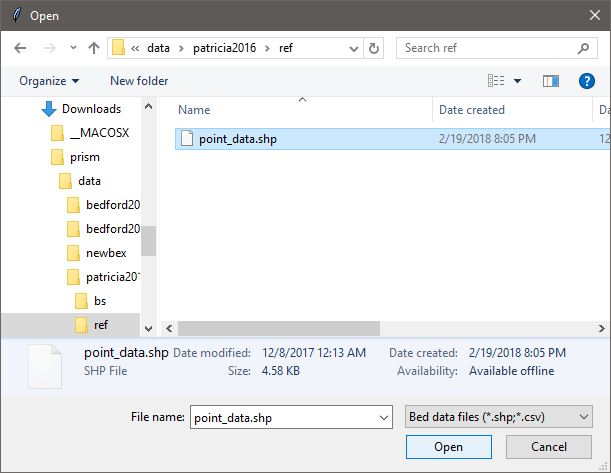 Open
« data › patricia2016 › ref
Search ref
Organize
New folder
?
Downloads
Name
Date created
Da
__MACOSX
point_data.shp
2/19/2018 8:05 PM
12
prism
data
bedford20
bedford20
newbex
patricia201
bs
ref
point_data.shp
Date modified: 12/8/2017 12:13 AM
Date created: 2/19/2018 8:05 PM
SHP File
Size: 4.58 KB
Availability: Available offline
File name: point_data.shp
Bed data files (*.shp;*.csv)
Open
Cancel